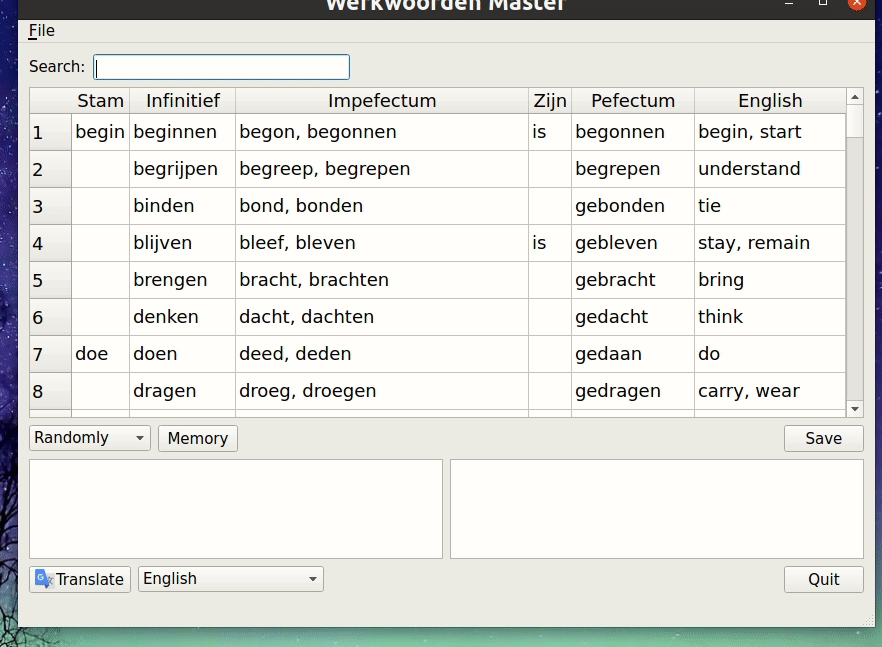 Werkwoorden Master
File
Search:
Stam Infinitief Impefectum Zijn Pefectum English
1 begin beginnen begon, begonnen is begonnen begin, start
2 begrijpen begreep, begrepen begrepen understand
3 binden bond, bonden gebonden tie
4 blijven bleef, bleven is gebleven stay, remain
5 brengen bracht, brachten gebracht bring
6 denken dacht, dachten gedacht think
7 doe doen deed, deden gedaan do
8 dragen droeg, droegen gedragen carry, wear
Randomly Memory Save
Translate English Quit